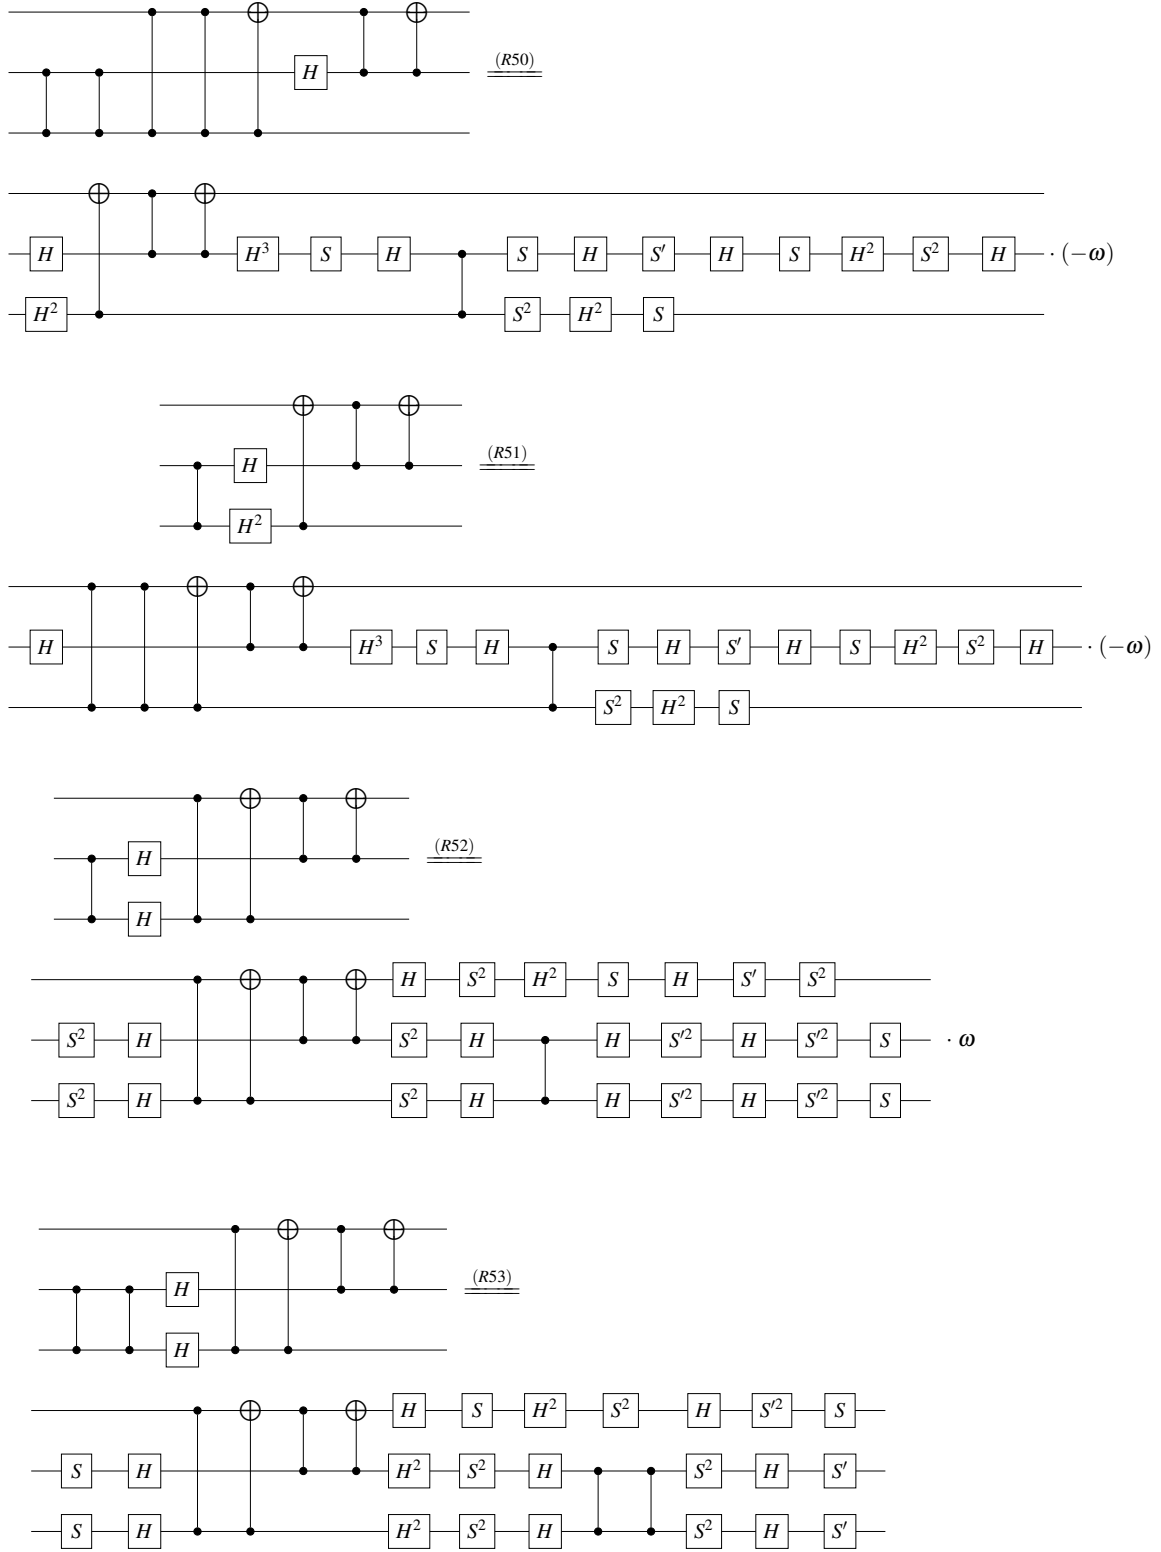 H (R50)
H H³ S H S H S′ H S H² S² H · (−ω)
H² S² H² S
H (R51)
H²
H H³ S H S H S′ H S H² S² H · (−ω)
S² H² S
H (R52)
H
H S² H² S H S′ S²
S² H S² H H S′² H S′² S · ω
S² H S² H H S′² H S′² S
H (R53)
H
H S H² S² H S′² S
S H H² S² H S² H S′
S H H² S² H S² H S′